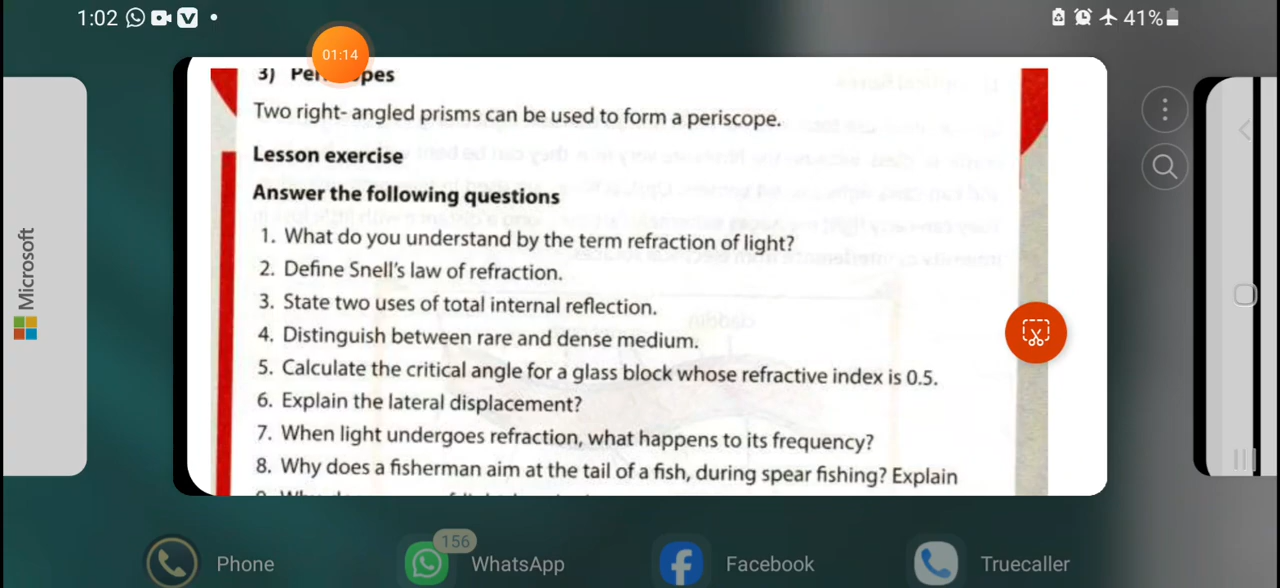 1:02
41%
01:14
Microsoft
3) Per pes
Two right- angled prisms can be used to form a periscope.
Lesson exercise
Answer the following questions
1. What do you understand by the term refraction of light?
2. Define Snell's law of refraction.
3. State two uses of total internal reflection.
4. Distinguish between rare and dense medium.
5. Calculate the critical angle for a glass block whose refractive index is 0.5.
6. Explain the lateral displacement?
7. When light undergoes refraction, what happens to its frequency?
8. Why does a fisherman aim at the tail of a fish, during spear fishing? Explain
156
Phone
WhatsApp
Facebook
Truecaller